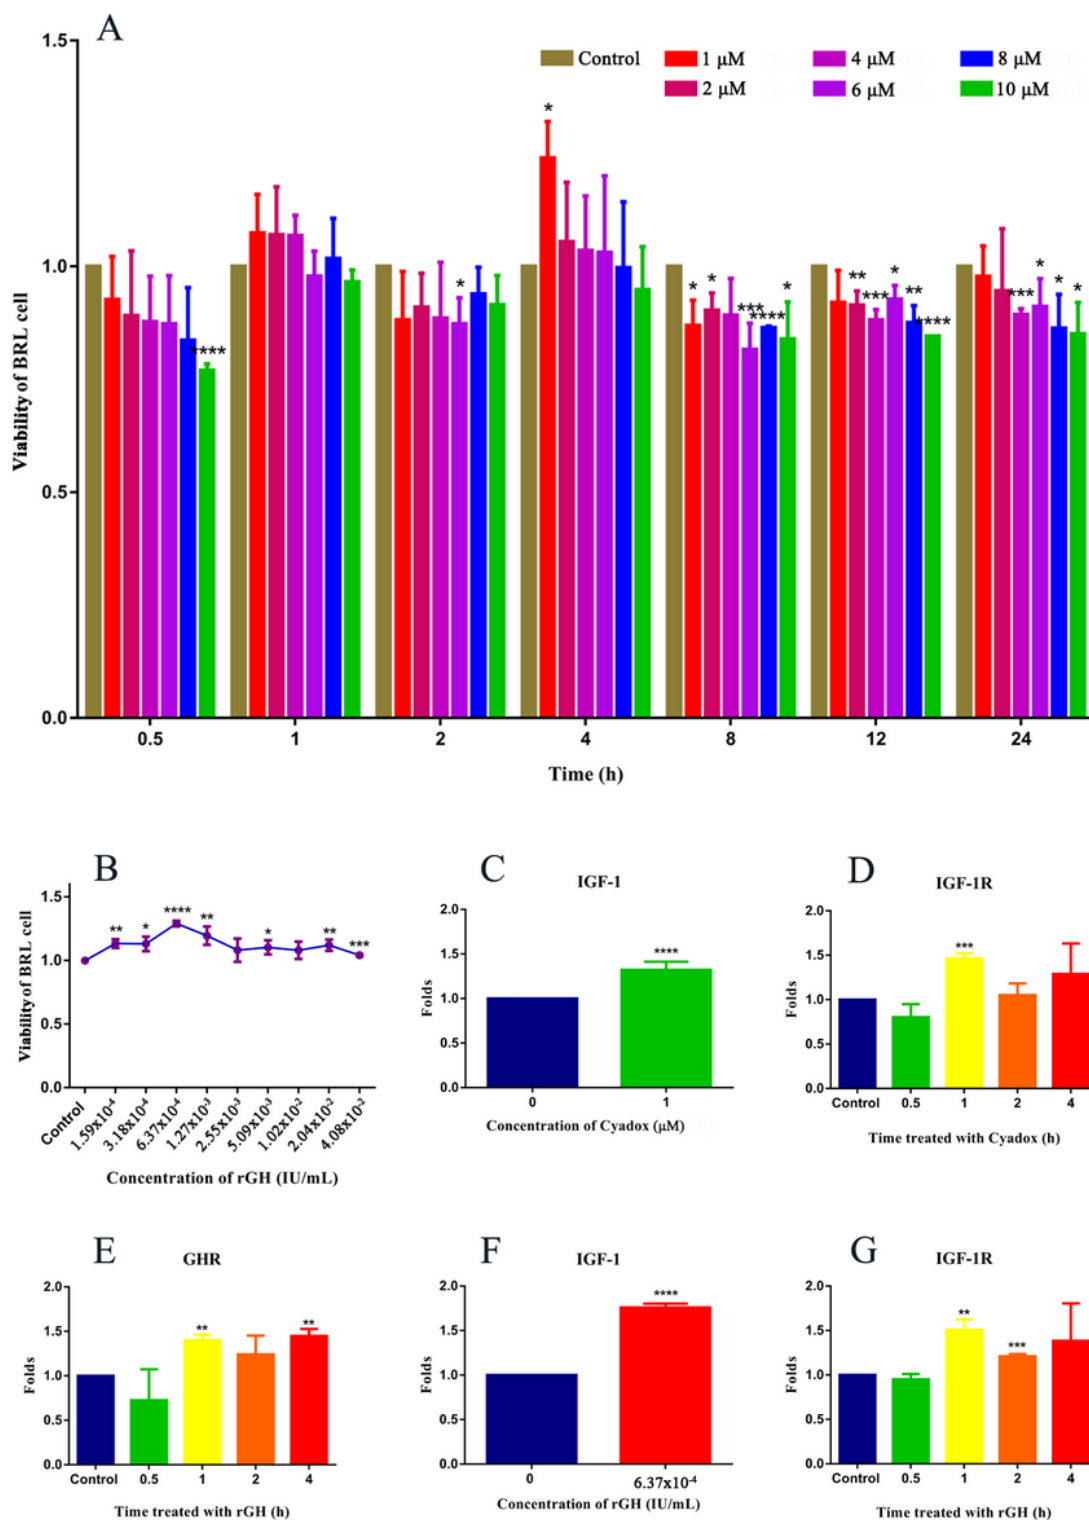 A
1.5
Control
1 μM
4 μM
8 μM
2 μM
6 μM
10 μM
*
1.0
****
*
* * *** **** *
** *** * ** ****
*** * * *
Viability of BRL cell
0.5
0.0
0.5 1 2 4 8 12 24
Time (h)
B
1.5
** * **** ** * ** ***
1.0
0.5
0.0
Viability of BRL cell
Control 1.59x10-4 3.18x10-4 6.37x10-4 1.27x10-3 2.55x10-3 5.09x10-3 1.02x10-2 2.04x10-2 4.08x10-2
Concentration of rGH (IU/mL)
C
IGF-1
2.0
1.5
****
1.0
0.5
0.0
Folds
0 1
Concentration of Cyadox (μM)
D
IGF-1R
2.0
1.5
***
1.0
0.5
0.0
Folds
Control 0.5 1 2 4
Time treated with Cyadox (h)
E
GHR
2.0
1.5
** **
1.0
0.5
0.0
Folds
Control 0.5 1 2 4
Time treated with rGH (h)
F
IGF-1
2.0
****
1.5
1.0
0.5
0.0
Folds
0 6.37x10-4
Concentration of rGH (IU/mL)
G
IGF-1R
2.0
**
1.5
***
1.0
0.5
0.0
Folds
Control 0.5 1 2 4
Time treated with rGH (h)